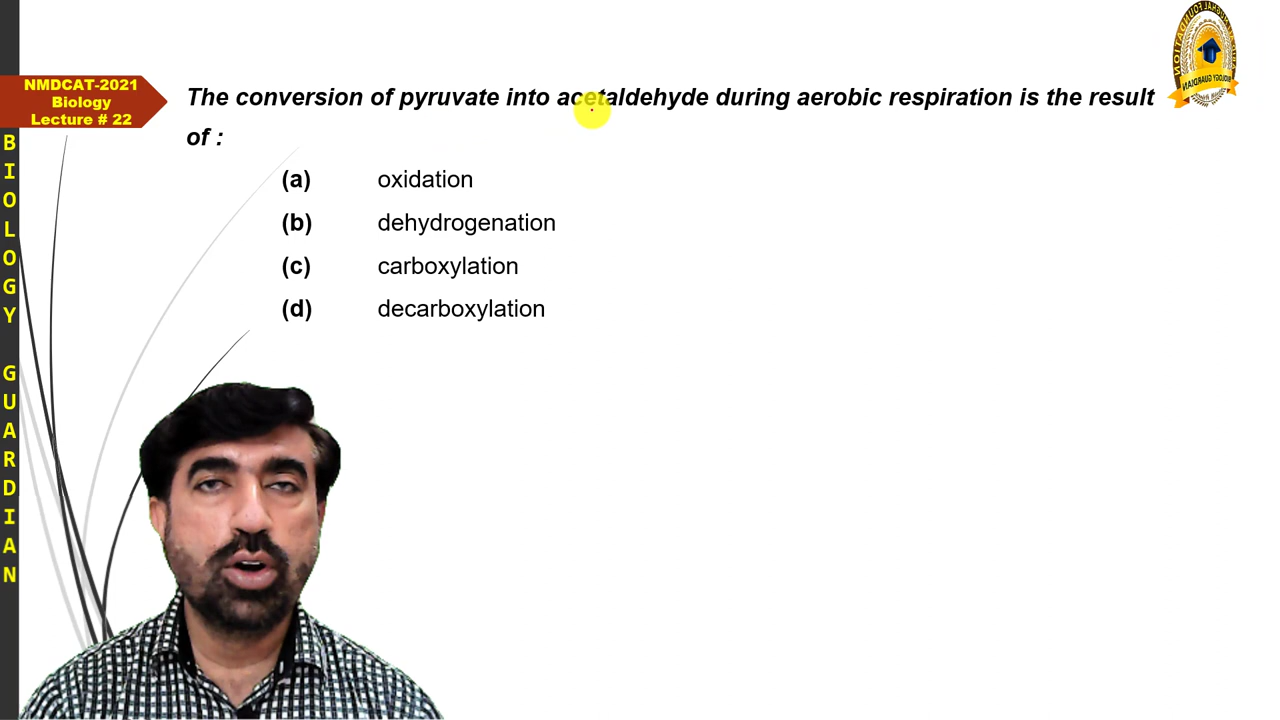 NMDCAT-2021
Biology
Lecture # 22
The conversion of pyruvate into acetaldehyde during aerobic respiration is the result
of :
(a) oxidation
(b) dehydrogenation
(c) carboxylation
(d) decarboxylation
BIOLOGY GUARDIAN